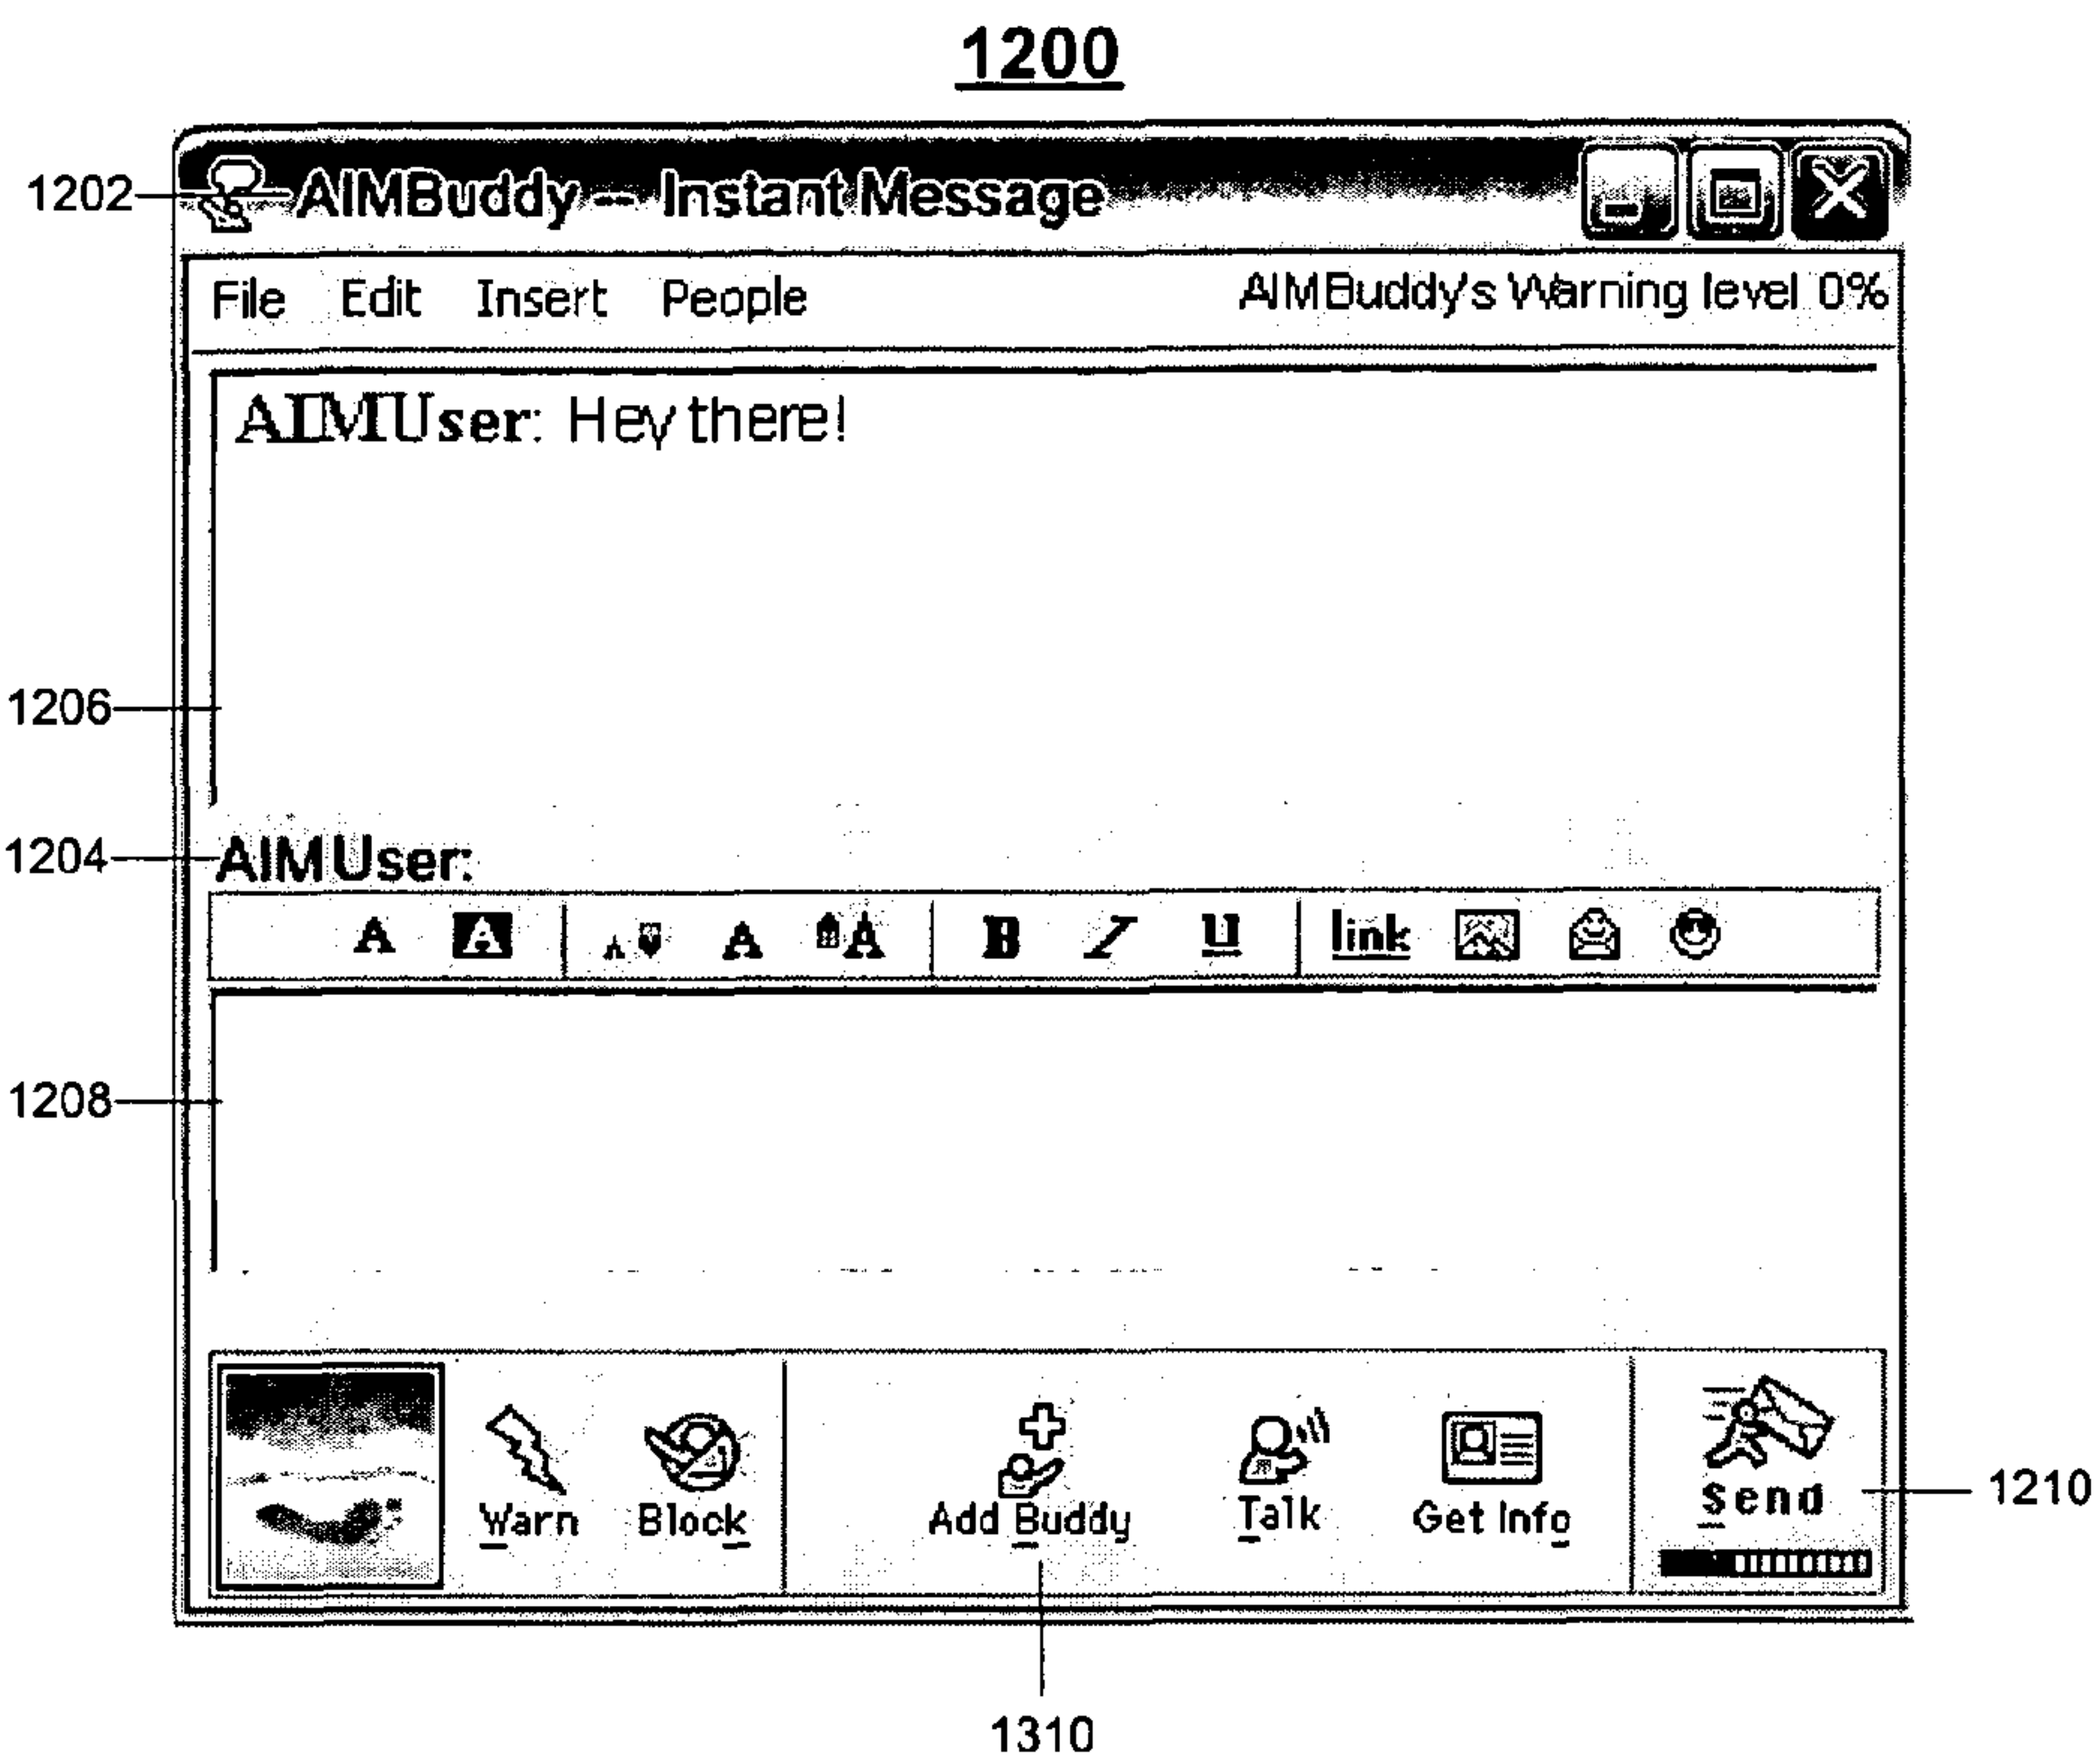 1200
1202
AIMBuddy -- Instant Message
File Edit Insert People AIMBuddy's Warning level 0%
AIMUser: Hey there!
1206
1204
AIMUser:
A A A A A B I U link
1208
Warn Block Add Buddy Talk Get Info Send
1210
1310